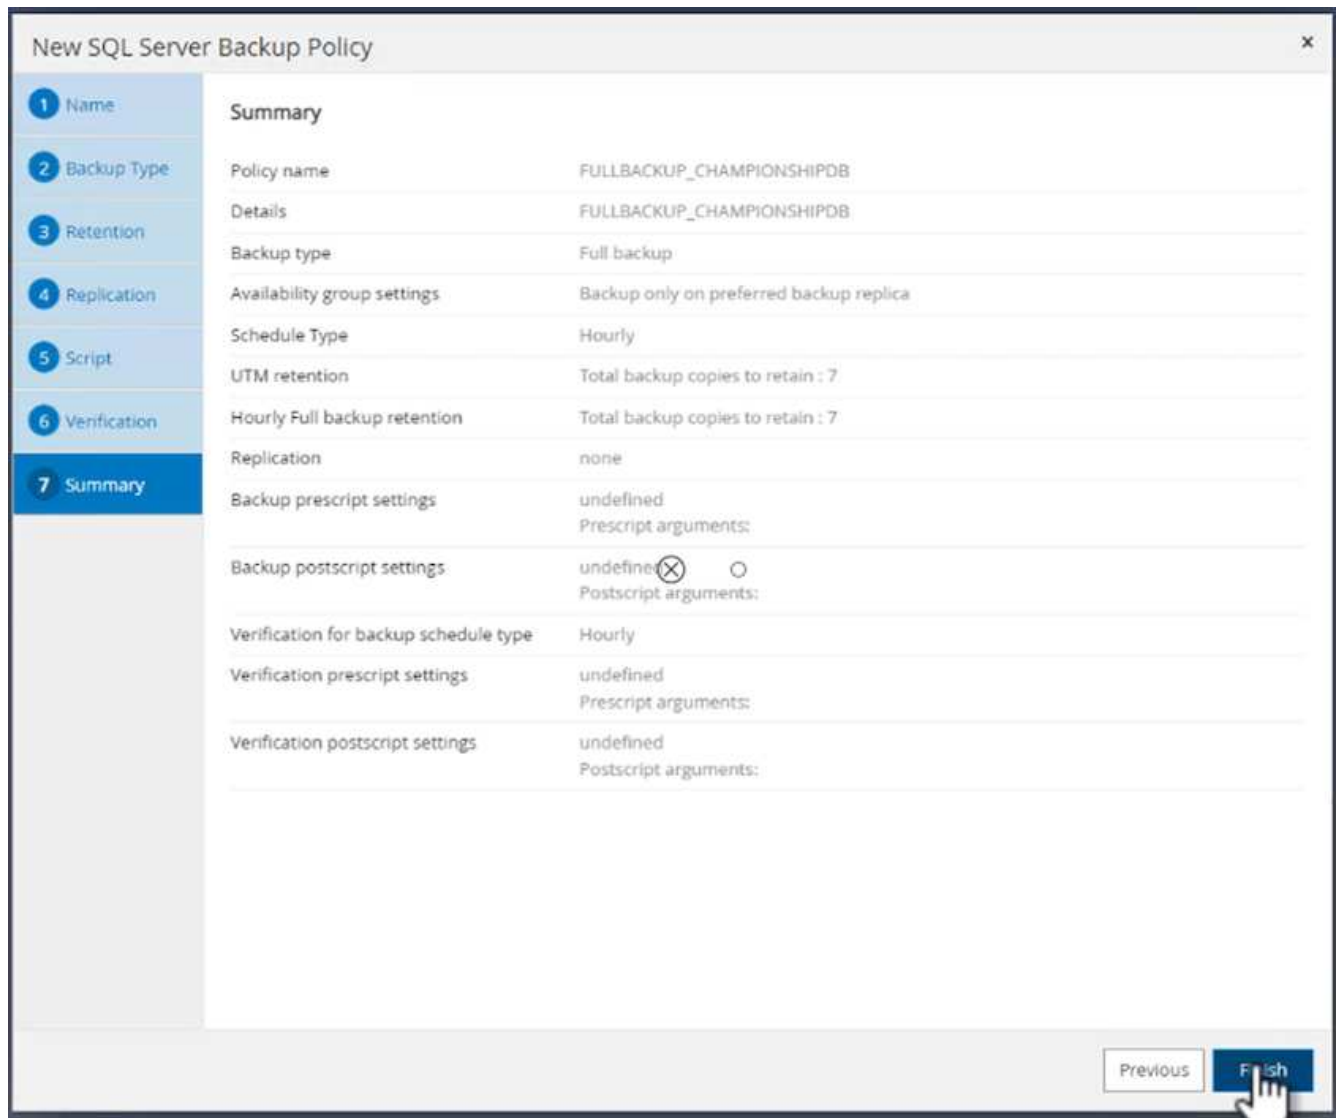 New SQL Server Backup Policy
×
1 Name
2 Backup Type
3 Retention
4 Replication
5 Script
6 Verification
7 Summary
Summary
Policy name FULLBACKUP_CHAMPIONSHIPDB
Details FULLBACKUP_CHAMPIONSHIPDB
Backup type Full backup
Availability group settings Backup only on preferred backup replica
Schedule Type Hourly
UTM retention Total backup copies to retain : 7
Hourly Full backup retention Total backup copies to retain : 7
Replication none
Backup prescript settings undefined
Prescript arguments:
Backup postscript settings undefined
Postscript arguments:
Verification for backup schedule type Hourly
Verification prescript settings undefined
Prescript arguments:
Verification postscript settings undefined
Postscript arguments:
Previous
Finish